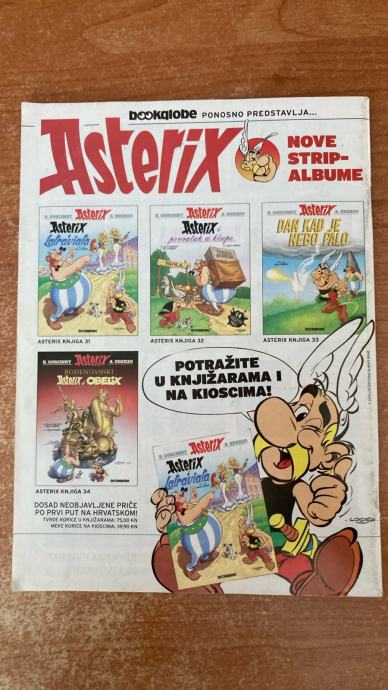 bookglobe PONOSNO PREDSTAVLJA...
Asterix
NOVE
STRIP-
ALBUME
R. GOSCINNY Asterix A. UDERZO
Asterix
Latraviata
R. GOSCINNY Asterix A. UDERZO
Asterix i
povratak u klupe
R. GOSCINNY Asterix A. UDERZO
DAN KAD JE
NEBO PALO
ASTERIX KNJIGA 31
ASTERIX KNJIGA 32
ASTERIX KNJIGA 33
R. GOSCINNY Asterix A. UDERZO
ROĐENDANSKI
Asterix & OBELIX
ASTERIX KNJIGA 34
POTRAŽITE
U KNJIŽARAMA I
NA KIOSCIMA!
R. GOSCINNY Asterix A. UDERZO
Asterix
Latraviata
DOSAD NEOBJAVLJENE PRIČE
PO PRVI PUT NA HRVATSKOM!
TVRDE KORICE U KNJIŽARAMA: 75,00 KN
MEKE KORICE NA KIOSCIMA: 39,90 KN